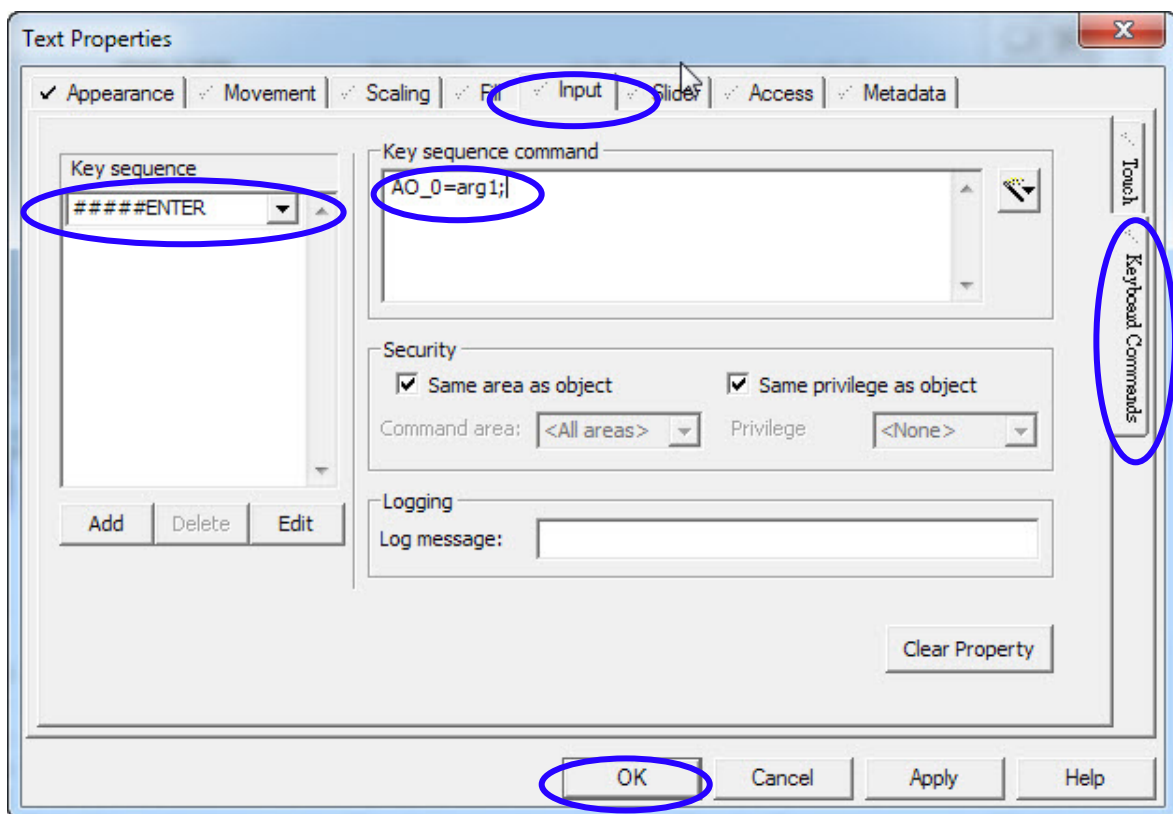 Text Properties
Appearance Movement Scaling Fill Input Slider Access Metadata
Key sequence
#####ENTER
Key sequence command
AO_0=arg1;
Touch
Keyboard Commands
Security
Same area as object Same privilege as object
Command area: <All areas> Privilege <None>
Add Delete Edit
Logging
Log message:
Clear Property
OK Cancel Apply Help